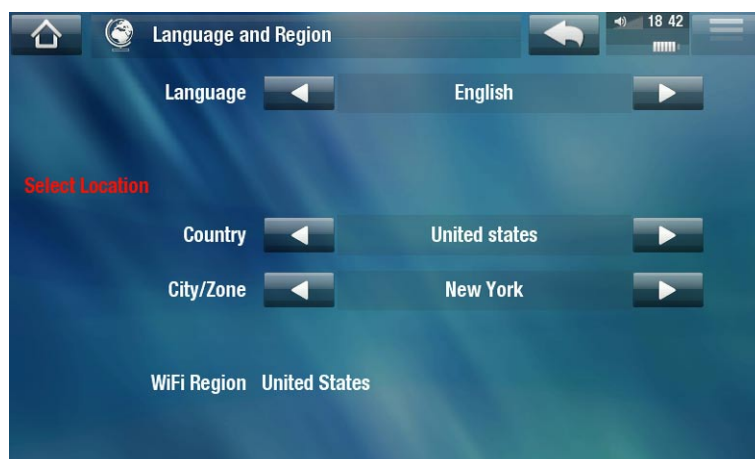 Language and Region
18 42
Language English
Select Location
Country United states
City/Zone New York
WiFi Region United States